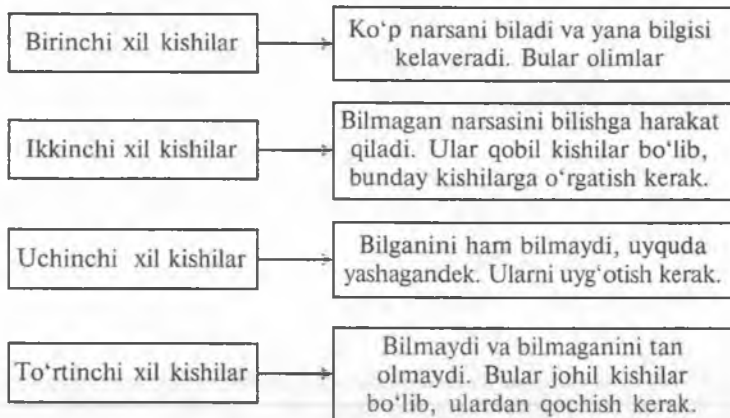 Birinchi xil kishilar
Ko‘p narsani biladi va yana bilgisi
kelaveradi. Bular olimlar
Ikkinchi xil kishilar
Bilmagan narsasini bilishga harakat
qiladi. Ular qobil kishilar bo‘lib,
bunday kishilarga o‘rgatish kerak.
Uchinchi xil kishilar
Bilganini ham bilmaydi, uyquda
yashagandek. Ularni uyg‘otish kerak.
To‘rtinchi xil kishilar
Bilmaydi va bilmaganini tan
olmaydi. Bular johil kishilar
bo‘lib, ulardan qochish kerak.